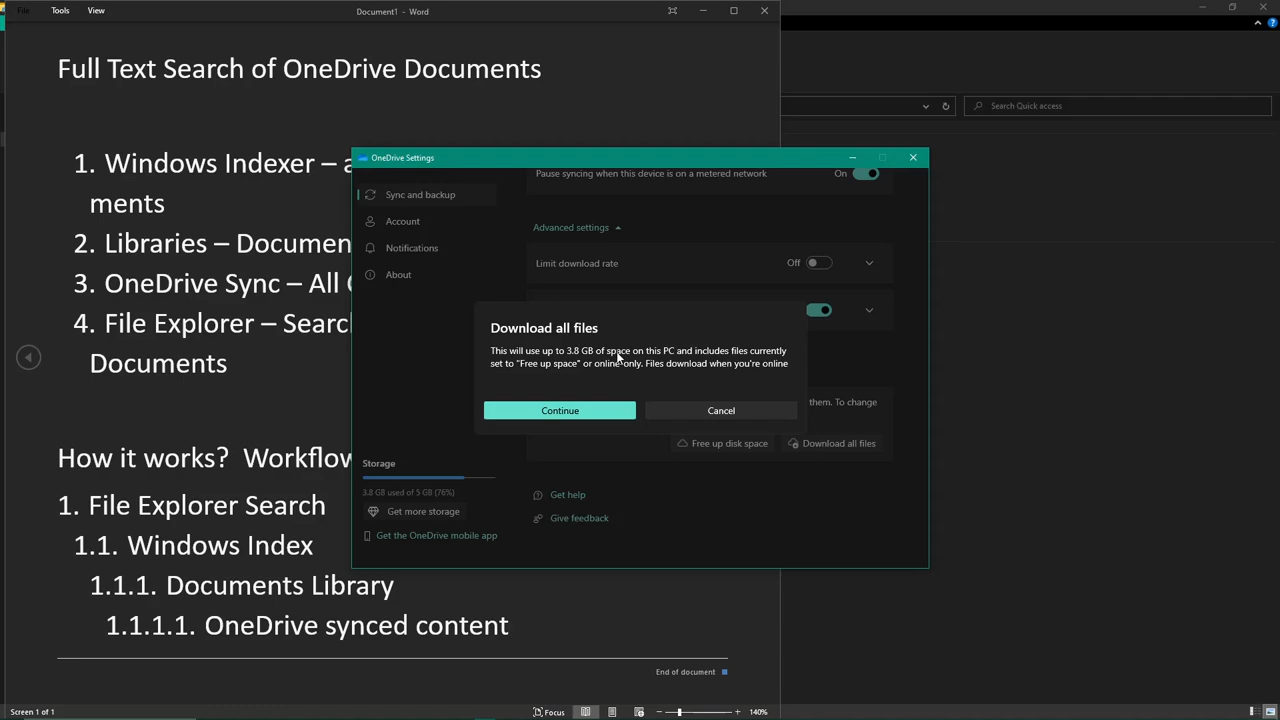 File Tools View Document1 - Word
Full Text Search of OneDrive Documents
1. Windows Indexer –
ments
2. Libraries –
3. OneDrive Sync – All
4. File Explorer –
Documents
How it works?
1. File Explorer Search
1.1. Windows Index
1.1.1. Documents Library
1.1.1.1. OneDrive synced content
End of document
Screen 1 of 1
Focus
140%
Search Quick access
OneDrive Settings
Sync and backup
Account
Notifications
About
Storage
3.8 GB used of 5 GB (76%)
Get more storage
Get the OneDrive mobile app
Pause syncing when this device is on a metered network On
Advanced settings
Limit download rate Off
Download all files
This will use up to 3.8 GB of space on this PC and includes files currently
set to "Free up space" or online-only. Files download when you're online
Continue Cancel
them. To change
Free up disk space Download all files
Get help
Give feedback